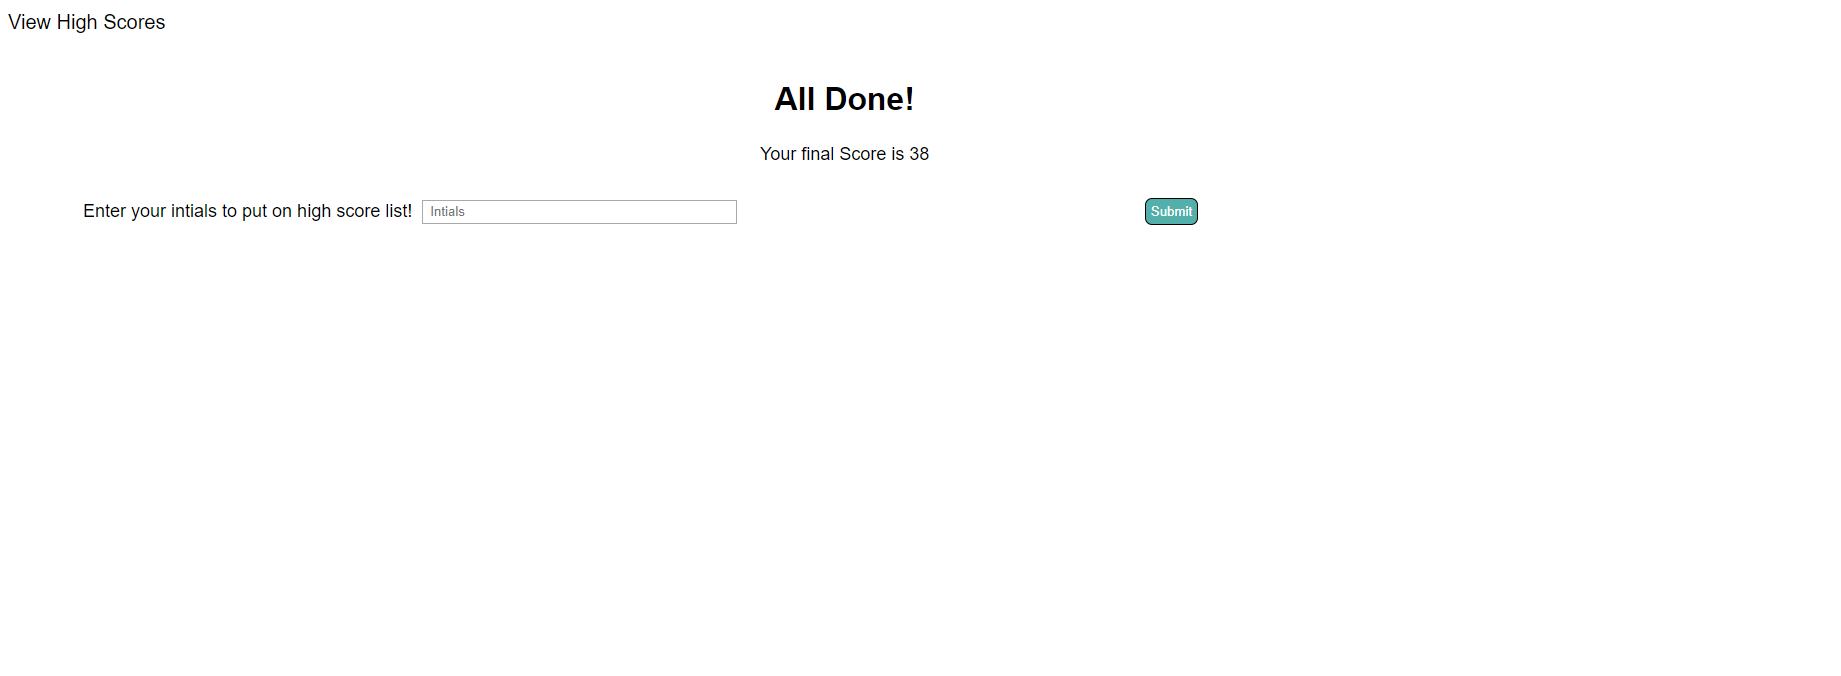 View High Scores
All Done!
Your final Score is 38
Enter your intials to put on high score list! Intials Submit